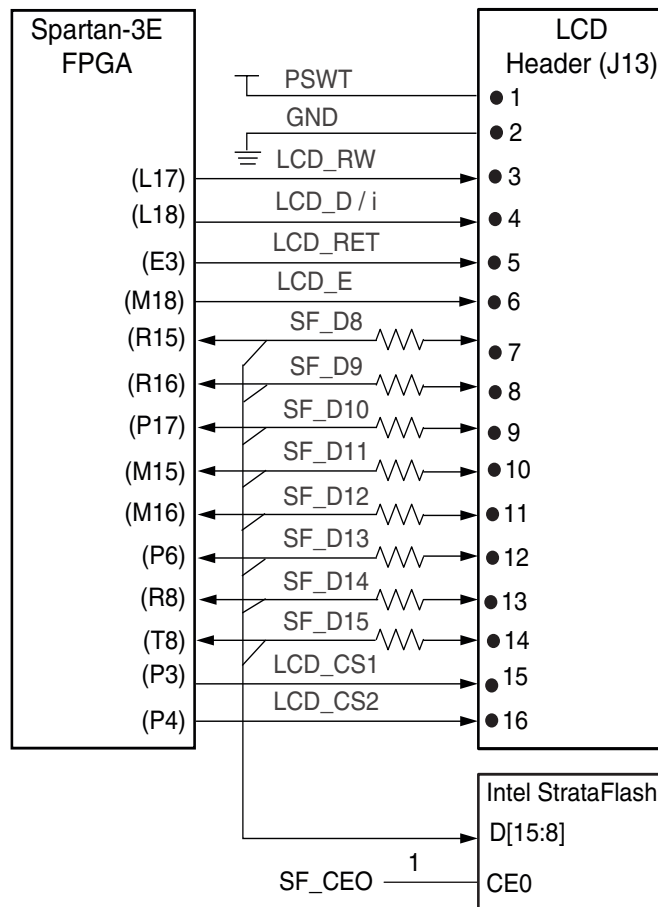 Spartan-3E
FPGA
LCD
Header (J13)
PSWT
1
GND
2
(L17) LCD_RW 3
(L18) LCD_D / i 4
(E3) LCD_RET 5
(M18) LCD_E 6
(R15) SF_D8 7
(R16) SF_D9 8
(P17) SF_D10 9
(M15) SF_D11 10
(M16) SF_D12 11
(P6) SF_D13 12
(R8) SF_D14 13
(T8) SF_D15 14
(P3) LCD_CS1 15
(P4) LCD_CS2 16
Intel StrataFlash
D[15:8]
SF_CEO 1 CE0